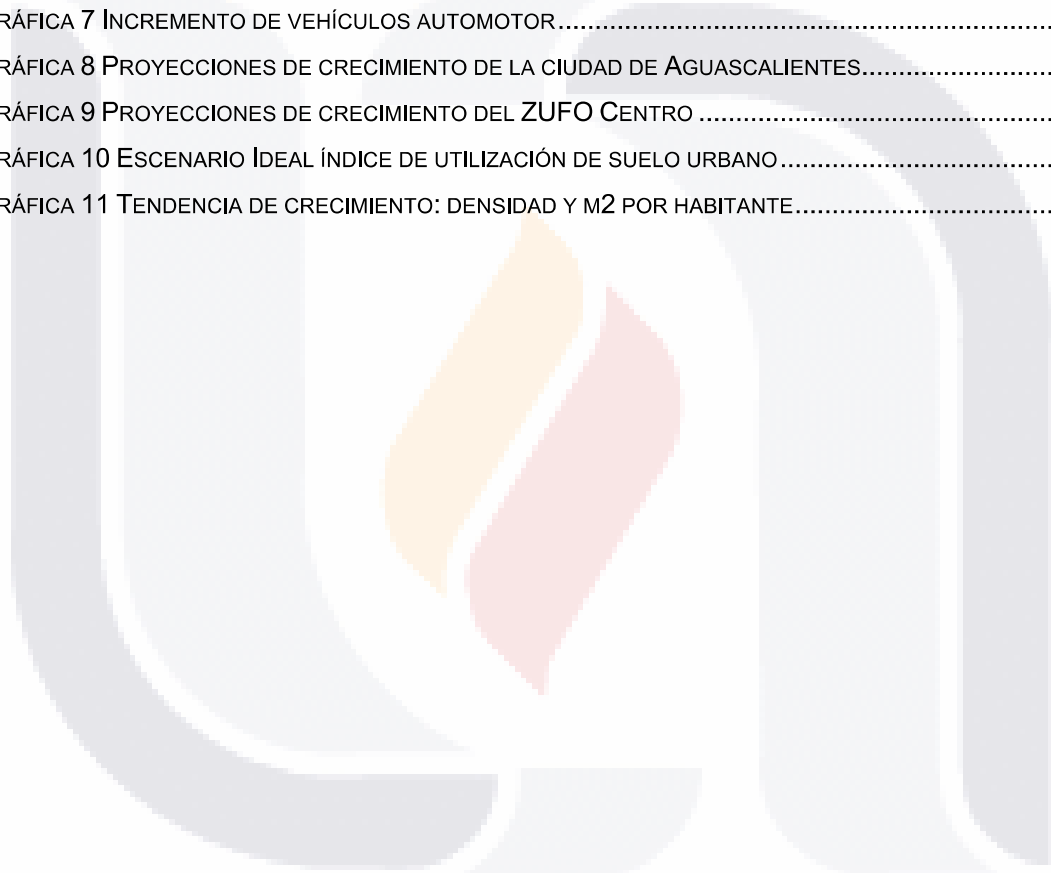 RÁFICA 7 INCREMENTO DE VEHÍCULOS AUTOMOTOR
RÁFICA 8 PROYECCIONES DE CRECIMIENTO DE LA CIUDAD DE AGUASCALIENTES
RÁFICA 9 PROYECCIONES DE CRECIMIENTO DEL ZUFO CENTRO
RÁFICA 10 ESCENARIO IDEAL ÍNDICE DE UTILIZACIÓN DE SUELO URBANO
RÁFICA 11 TENDENCIA DE CRECIMIENTO: DENSIDAD Y M2 POR HABITANTE